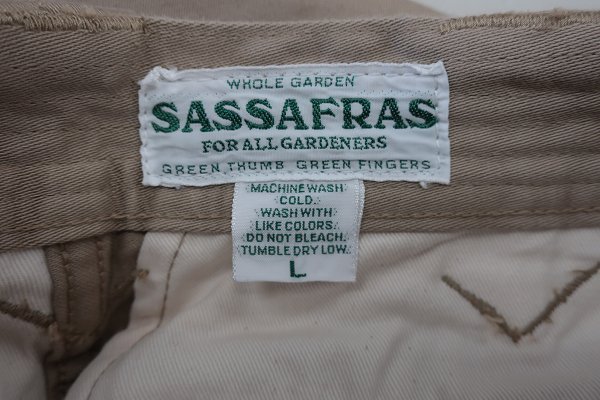 WHOLE GARDEN
SASSAFRAS
FOR ALL GARDENERS
GREEN THUMB GREEN FINGERS
MACHINE WASH
COLD.
WASH WITH
LIKE COLORS.
DO NOT BLEACH.
TUMBLE DRY LOW.
L